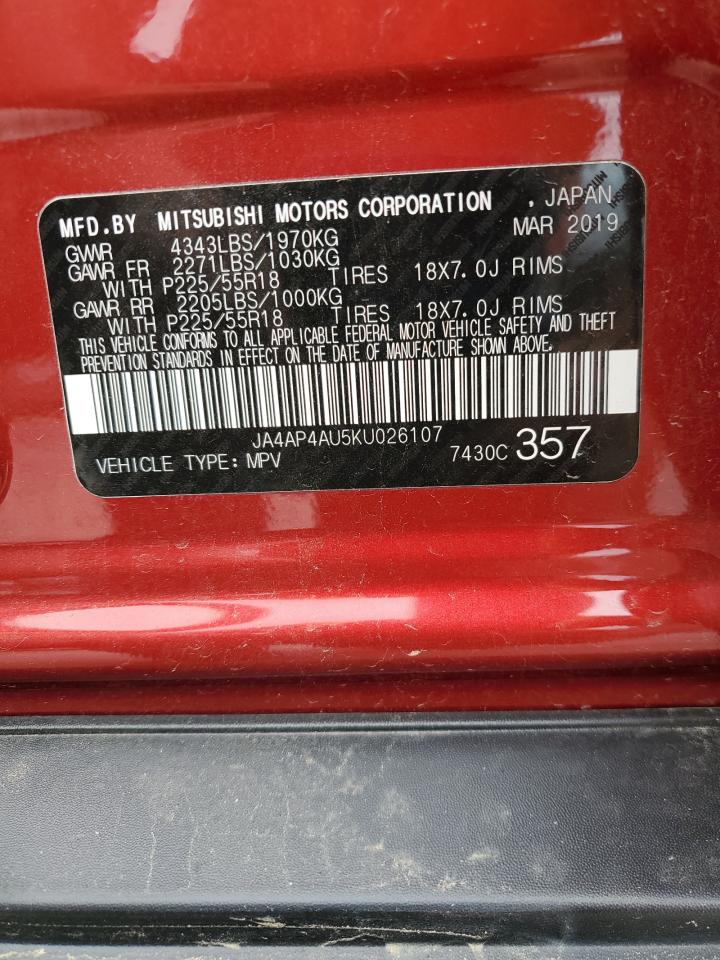 MFD.BY MITSUBISHI MOTORS CORPORATION . JAPAN
GVWR 4343LBS/1970KG MAR 2019
GAWR FR 2271LBS/1030KG
WITH P225/55R18 TIRES 18X7.0J RIMS
GAWR RR 2205LBS/1000KG
WITH P225/55R18 TIRES 18X7.0J RIMS
THIS VEHICLE CONFORMS TO ALL APPLICABLE FEDERAL MOTOR VEHICLE SAFETY AND THEFT
PREVENTION STANDARDS IN EFFECT ON THE DATE OF MANUFACTURE SHOWN ABOVE.
JA4AP4AU5KU026107
VEHICLE TYPE: MPV 7430C 357